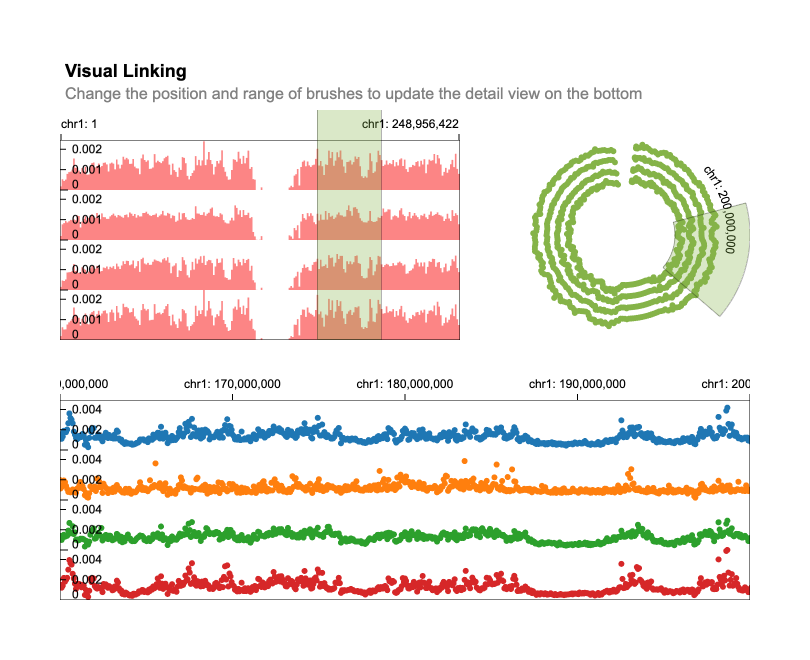 Visual Linking
Change the position and range of brushes to update the detail view on the bottom
chr1: 1
chr1: 248,956,422
0.002
0.001
0
0.002
0.001
0
0.002
0.001
0
0.002
0.001
0
chr1: 200,000,000
0,000,000
chr1: 170,000,000
chr1: 180,000,000
chr1: 190,000,000
chr1: 200
0.004
0.002
0
0.004
0.002
0
0.004
0.002
0
0.004
0.002
0